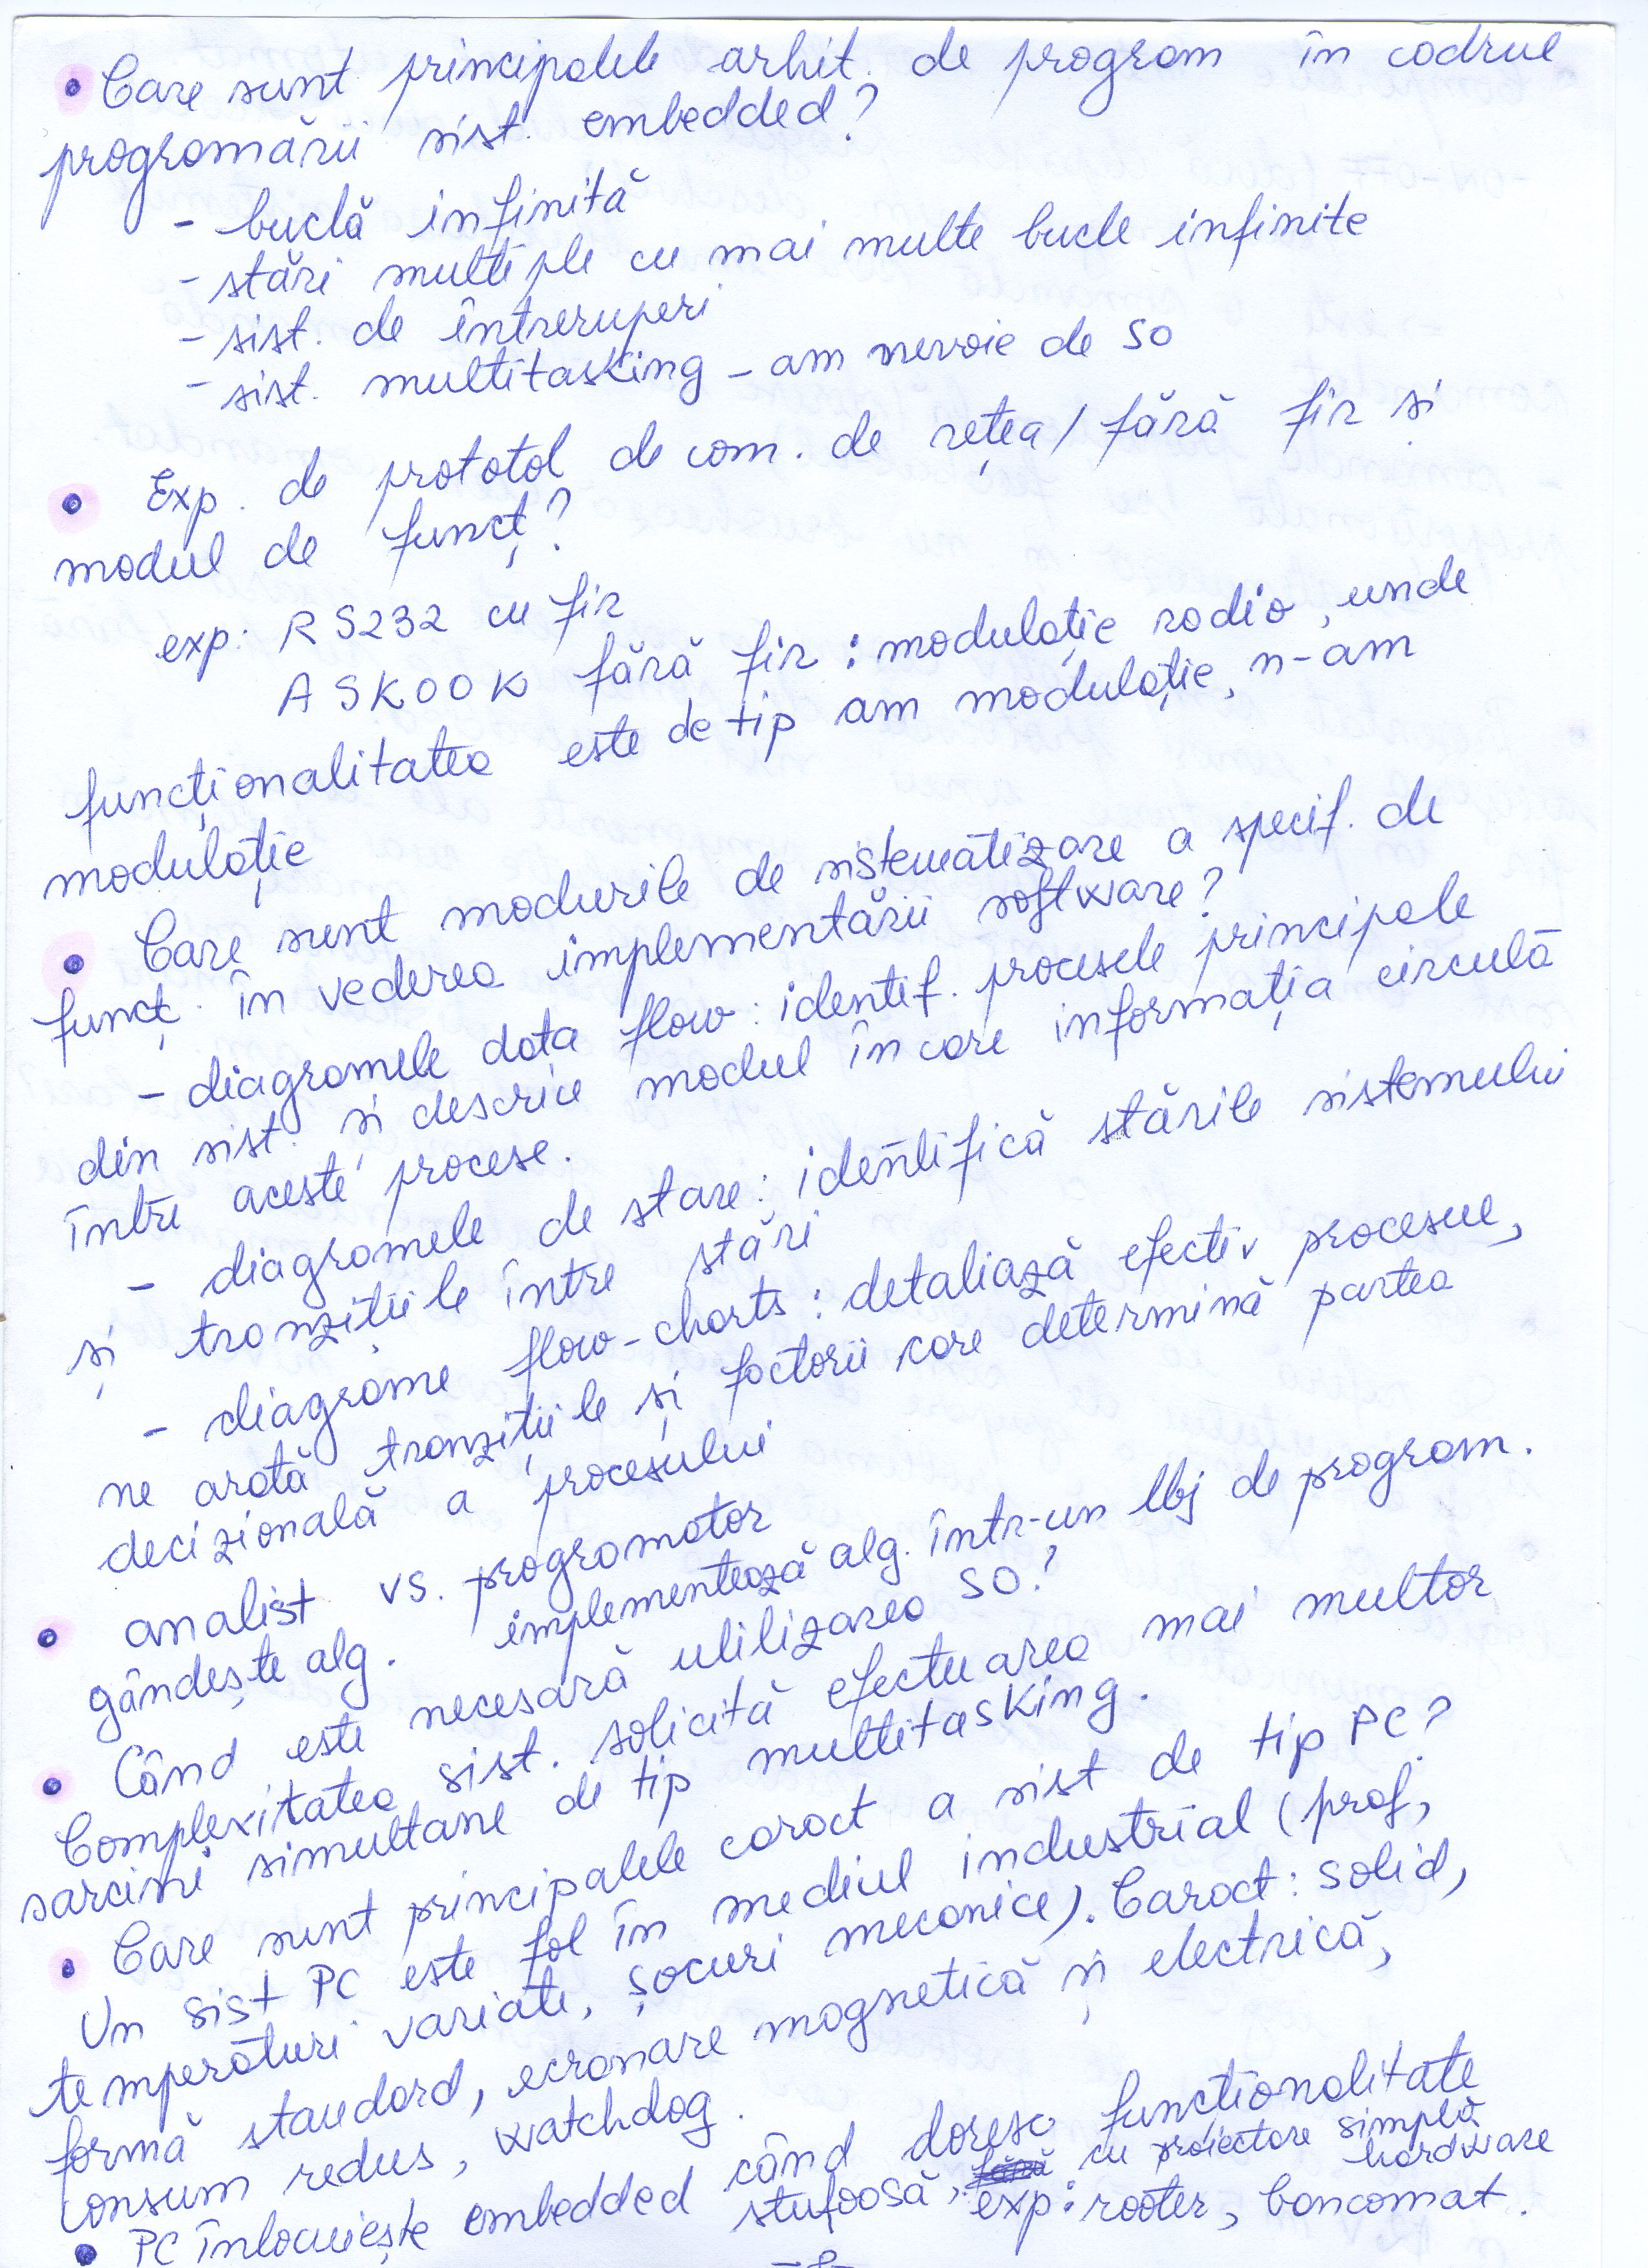 • Care sunt principalele arhit. de program în cadrul
programării sist. embedded?
- buclă infinită
- stări multiple cu mai multe bucle infinite
- sist. de întreruperi
- sist. multitasking - am nevoie de SO
• Exp. de prototol de com. de rețea / fără fir și
modul de funcț?
exp: RS232 cu fir
ASKOOK fără fir : modulație radio, unde
funcționalitatea este de tip am modulație, n-am
modulație
• Care sunt modurile de sistematizare a specif. de
funcț. în vederea implementării software?
- diagramele data flow : identif. procesele principale
din sist. și descrie modul în care informația circulă
între aceste procese.
- diagramele de stare : identifică stările sistemului
și tranzițiile între stări
- diagrame flow-charts : detaliază efectiv procesue,
ne arată tranzițiile și factorii care determină partea
decizională a procesului
• analist vs. programator
gândește alg. implementează alg. într-un lbj de program.
• Când este necesară utilizarea SO?
Complexitatea sist. solicită efectuarea mai multor
sarcini simultane de tip multitasking.
• Care sunt principalele caract a sist de tip PC?
Un sist PC este fol în mediul industrial (praf,
temperaturi variate, șocuri mecanice). Caract : solid,
formă standard, ecranare magnetică și electrică,
consum redus, watchdog.
• PC înlocuiește embedded când doresc funcționalitate
stufoasă, cu proiectare simplă
hardware
exp: rooter, bancomat.